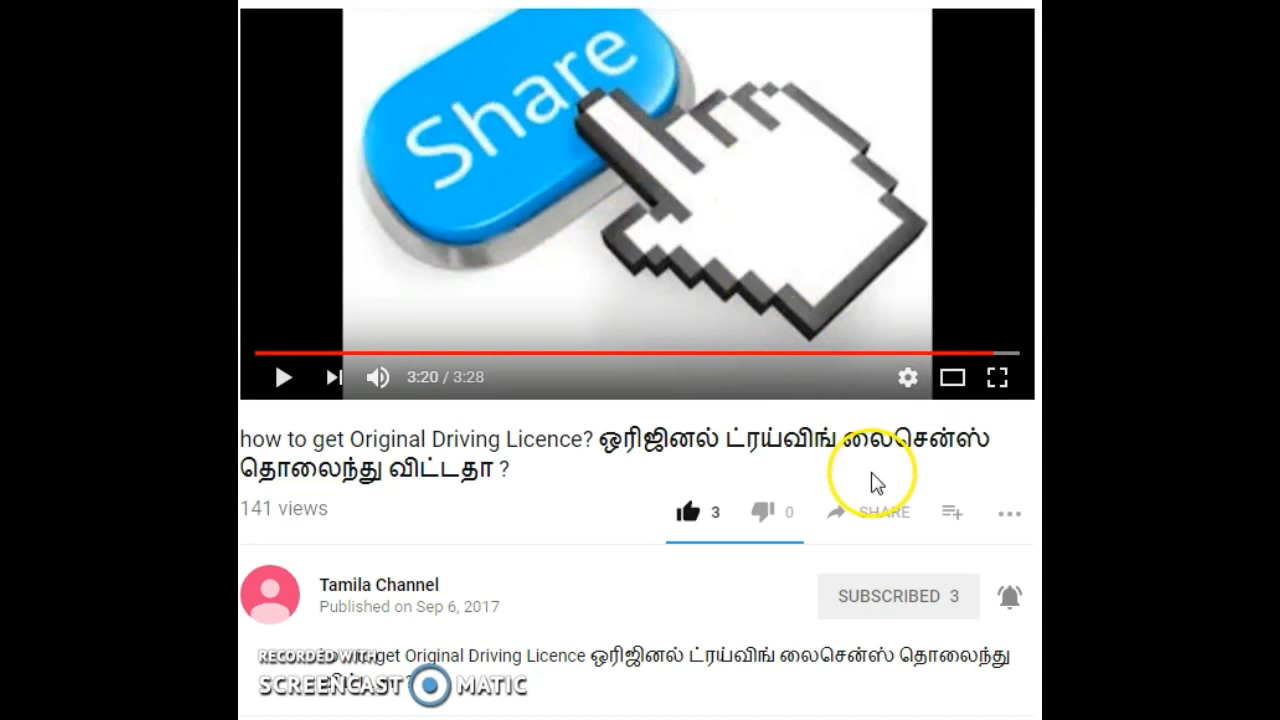 Share
3:20 / 3:28
how to get Original Driving Licence? ஒரிஜினல் ட்ரய்விங் லைசென்ஸ்
தொலைந்து விட்டதா ?
141 views
3 0 SHARE
Tamila Channel
Published on Sep 6, 2017
SUBSCRIBED 3
get Original Driving Licence ஒரிஜினல் ட்ரய்விங் லைசென்ஸ் தொலைந்து
RECORDED WITH
SCREENCAST MATIC